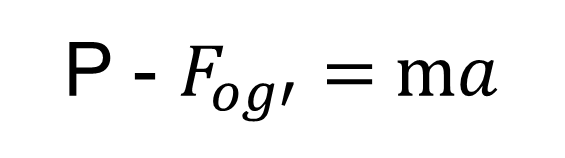 P - F_{og'} = ma